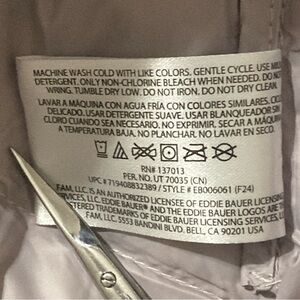 MACHINE WASH COLD WITH LIKE COLORS. GENTLE CYCLE. USE MILD
DETERGENT. ONLY NON-CHLORINE BLEACH WHEN NEEDED. DO NOT
WRING. TUMBLE DRY LOW. DO NOT IRON. DO NOT DRY CLEAN.
LAVAR A MÁQUINA CON AGUA FRÍA CON COLORES SIMILARES. CICLO
DELICADO. USAR DETERGENTE SUAVE. USAR BLANQUEADOR SIN
CLORO CUANDO SEA NECESARIO. NO EXPRIMIR. SECAR A MÁQUINA
A TEMPERATURA BAJA. NO PLANCHAR. NO LAVAR EN SECO.
RN# 137013
PER. NO. UT 70035 (CN)
UPC # 719408832389 / STYLE # EB006061 (F24)
FAM, LLC. IS AN AUTHORIZED LICENSEE OF EDDIE BAUER LICENSING
SERVICES, LLC. EDDIE BAUER® AND THE EDDIE BAUER LOGOS ARE
REGISTERED TRADEMARKS OF EDDIE BAUER LICENSING SERVICES, LLC.
FAM, LLC. 5553 BANDINI BLVD. BELL, CA 90201 USA